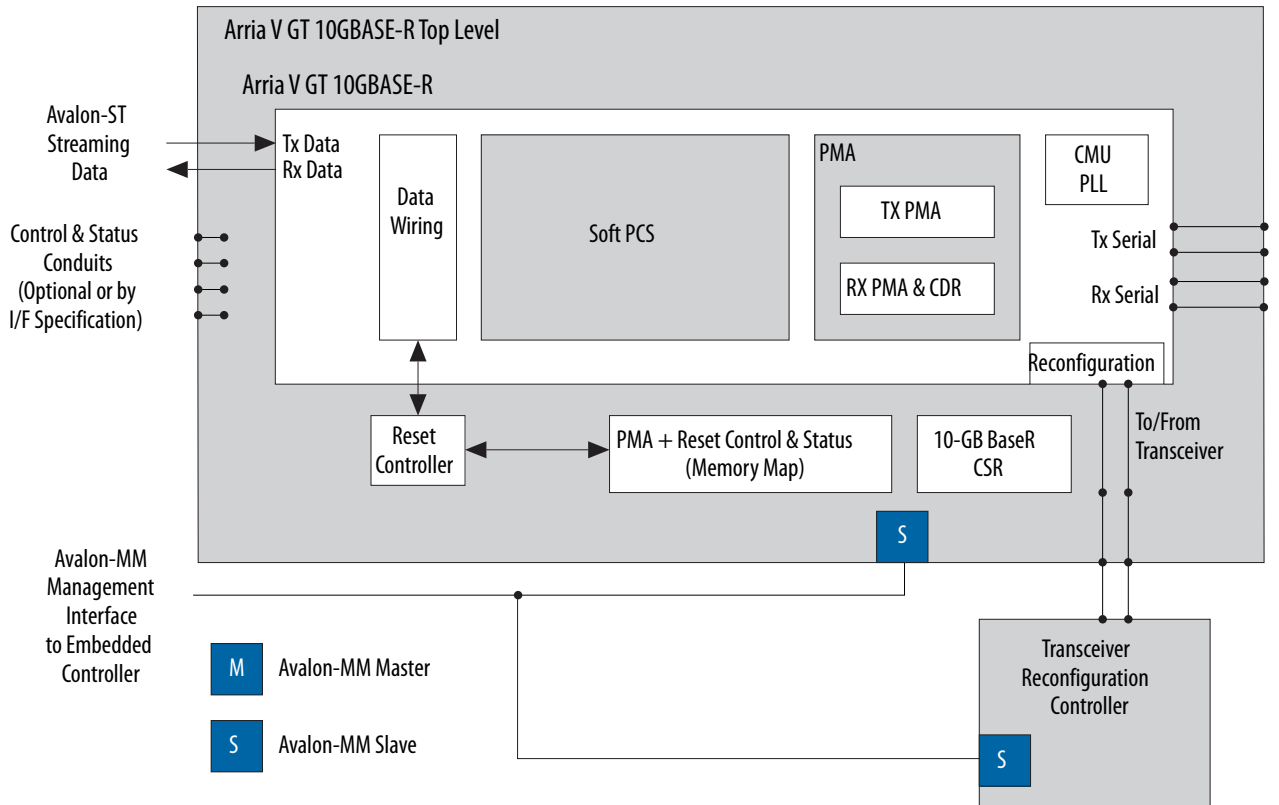 Arria V GT 10GBASE-R Top Level
Arria V GT 10GBASE-R
Avalon-ST
Streaming
Data
Tx Data
Rx Data
Data
Wiring
Soft PCS
PMA
TX PMA
RX PMA & CDR
CMU
PLL
Tx Serial
Rx Serial
Control & Status
Conduits
(Optional or by
I/F Specification)
Reconfiguration
To/From
Transceiver
Reset
Controller
PMA + Reset Control & Status
(Memory Map)
10-GB BaseR
CSR
S
Avalon-MM
Management
Interface
to Embedded
Controller
M
Avalon-MM Master
S
Avalon-MM Slave
Transceiver
Reconfiguration
Controller
S